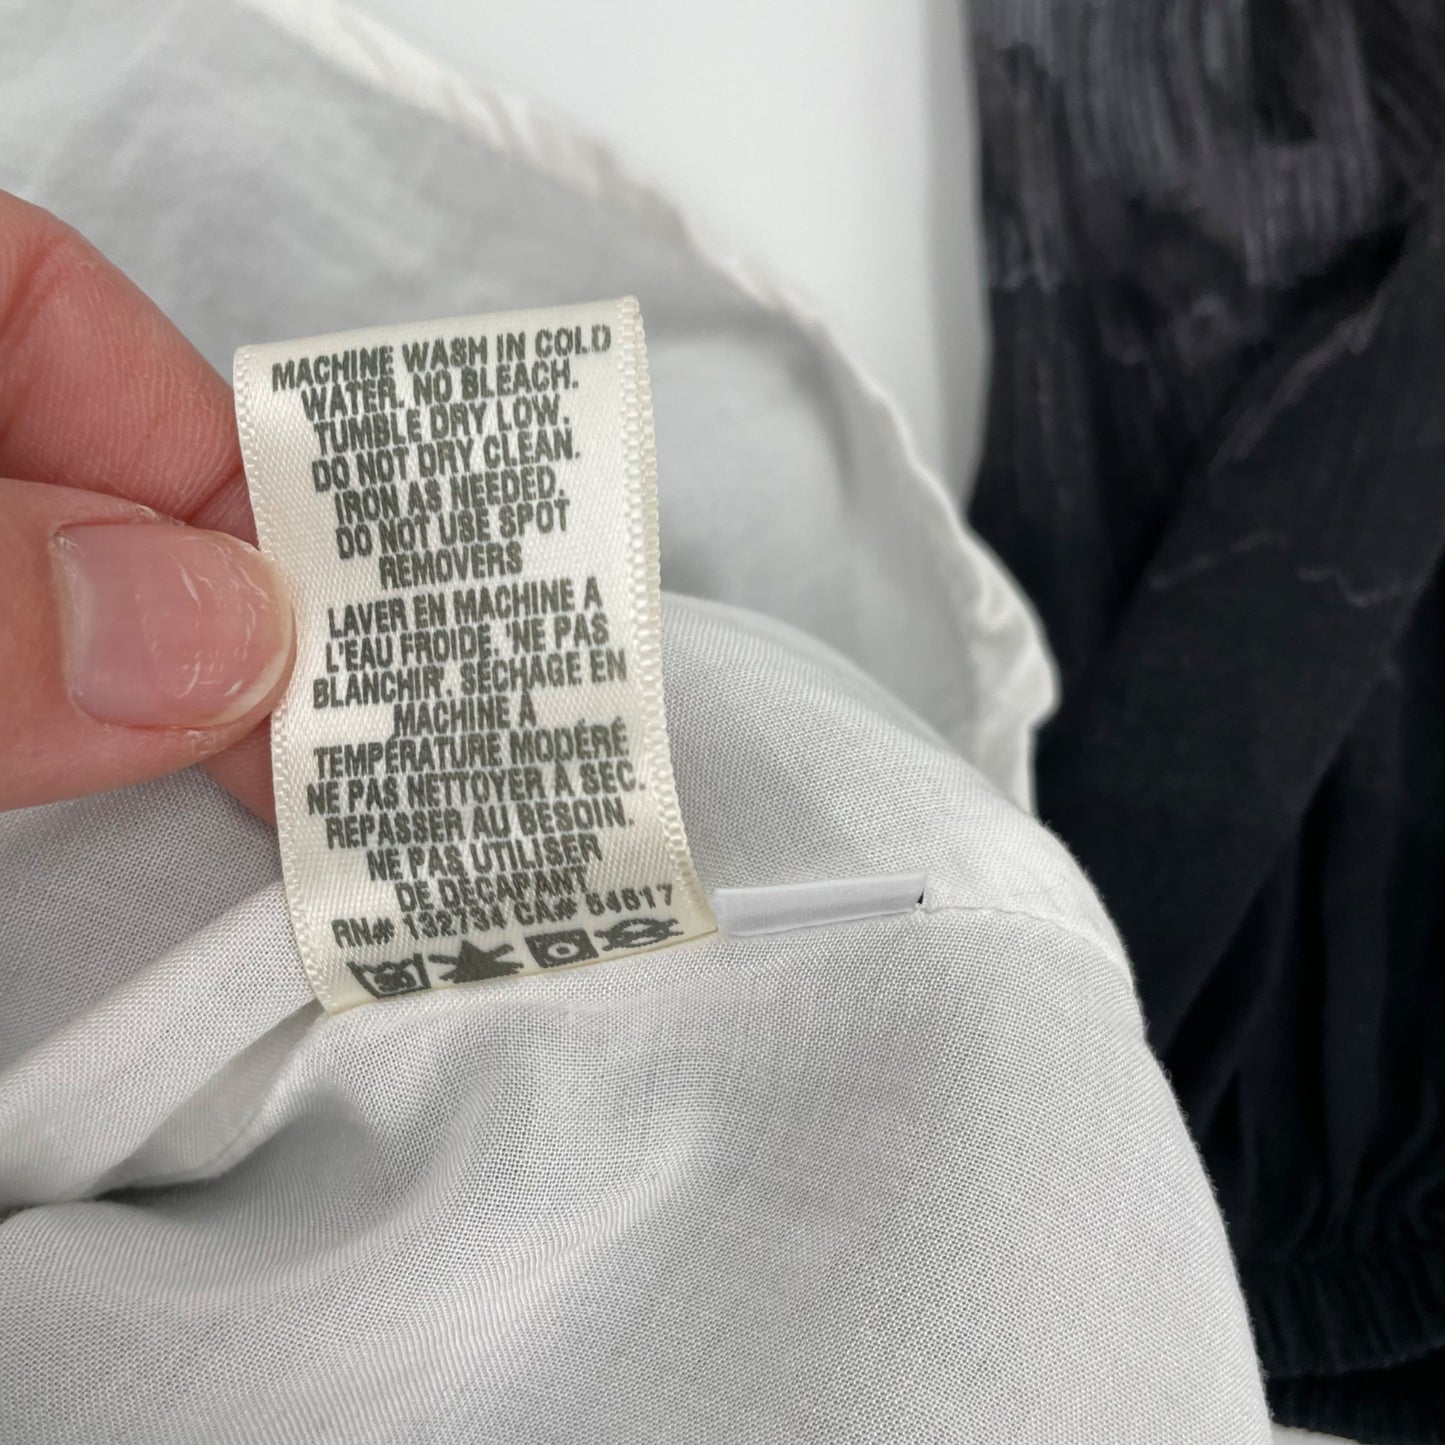 MACHINE WASH IN COLD
WATER. NO BLEACH.
TUMBLE DRY LOW.
DO NOT DRY CLEAN.
IRON AS NEEDED.
DO NOT USE SPOT
REMOVERS
LAVER EN MACHINE A
L'EAU FROIDE. 'NE PAS
BLANCHIR'. SÉCHAGE EN
MACHINE À
TEMPÉRATURE MODÉRÉ
NE PAS NETTOYER À SEC.
REPASSER AU BESOIN.
NE PAS UTILISER
DE DÉCAPANT
RN# 132734 CA# 54517
30